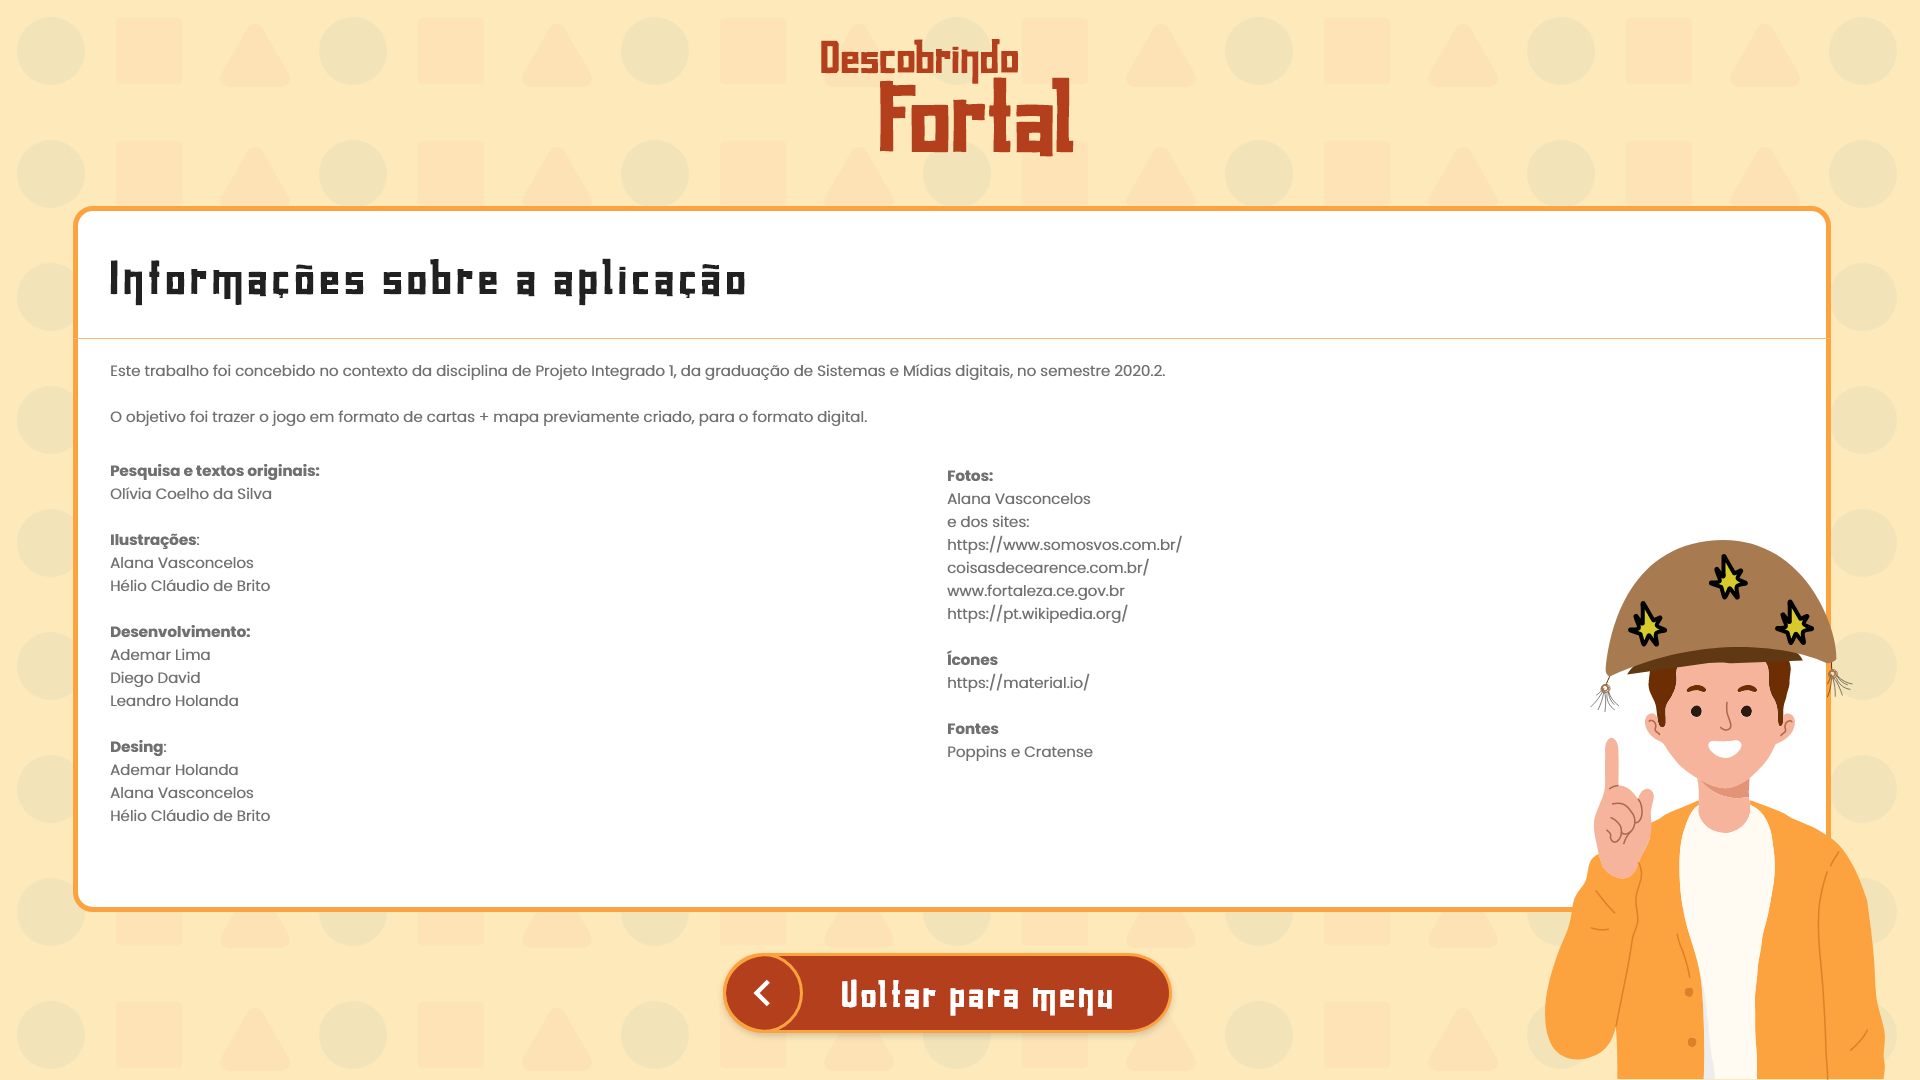 Descobrindo
Fortal
Informações sobre a aplicação
Este trabalho foi concebido no contexto da disciplina de Projeto Integrado 1, da graduação de Sistemas e Mídias digitais, no semestre 2020.2.
O objetivo foi trazer o jogo em formato de cartas + mapa previamente criado, para o formato digital.
Pesquisa e textos originais:
Olívia Coelho da Silva
Ilustrações:
Alana Vasconcelos
Hélio Cláudio de Brito
Desenvolvimento:
Ademar Lima
Diego David
Leandro Holanda
Desing:
Ademar Holanda
Alana Vasconcelos
Hélio Cláudio de Brito
Fotos:
Alana Vasconcelos
e dos sites:
https://www.somosvos.com.br/
coisasdecearence.com.br/
www.fortaleza.ce.gov.br
https://pt.wikipedia.org/
Ícones
https://material.io/
Fontes
Poppins e Cratense
Voltar para menu